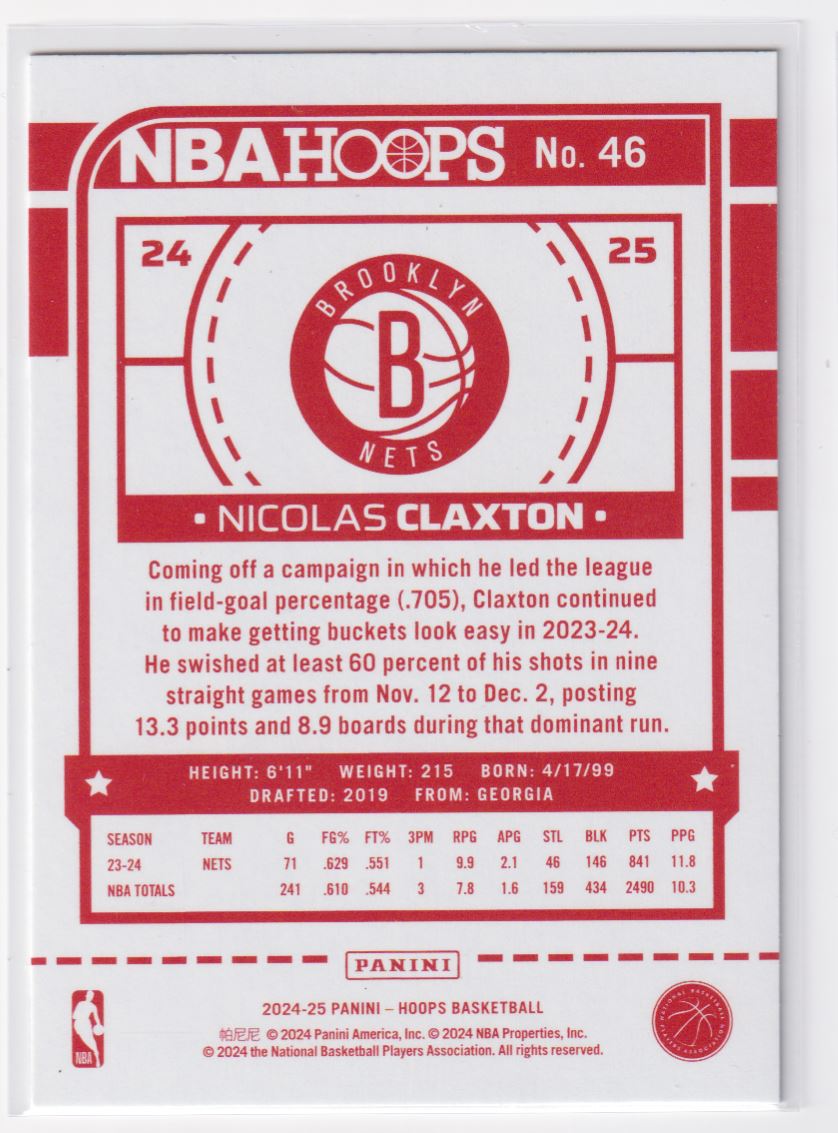 NBA HOOPS No. 46
24 25
BROOKLYN
B
NETS
• NICOLAS CLAXTON •
Coming off a campaign in which he led the league
in field-goal percentage (.705), Claxton continued
to make getting buckets look easy in 2023-24.
He swished at least 60 percent of his shots in nine
straight games from Nov. 12 to Dec. 2, posting
13.3 points and 8.9 boards during that dominant run.
HEIGHT: 6'11" WEIGHT: 215 BORN: 4/17/99
DRAFTED: 2019 FROM: GEORGIA
SEASON TEAM G FG% FT% 3PM RPG APG STL BLK PTS PPG
23-24 NETS 71 .629 .551 1 9.9 2.1 46 146 841 11.8
NBA TOTALS 241 .610 .544 3 7.8 1.6 159 434 2490 10.3
PANINI
2024-25 PANINI – HOOPS BASKETBALL
帕尼尼 © 2024 Panini America, Inc. © 2024 NBA Properties, Inc.
© 2024 the National Basketball Players Association. All rights reserved.
NBA
NATIONAL BASKETBALL PLAYERS ASSOCIATION